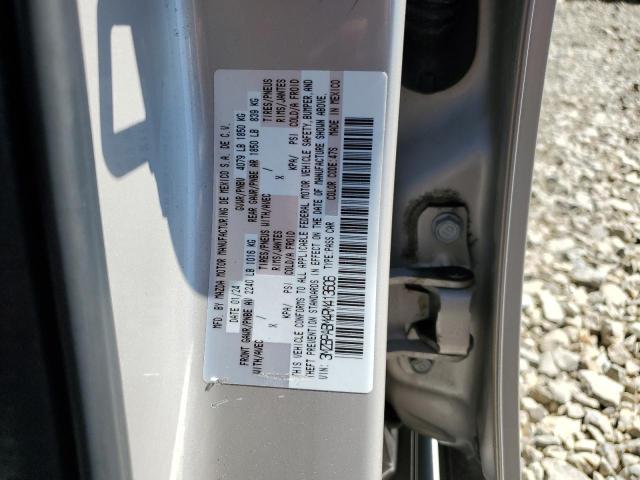 MFD. BY MAZDA MOTOR MANUFACTURING DE MEXICO S.A. DE C.V.
DATE 01/24 GVWR/PNBV 4079 LB 1850 KG
FRONT GAWR/PNBE AV 2240 LB 1016 KG REAR GAWR/PNBE AR 1850 LB 839 KG
WITH/AVEC / TIRES/PNEUS WITH/AVEC / TIRES/PNEUS
X RIMS/JANTES X RIMS/JANTES
KPA/ PSI COLD/A FROID KPA/ PSI COLD/A FROID
THIS VEHICLE CONFORMS TO ALL APPLICABLE FEDERAL MOTOR VEHICLE SAFETY, BUMPER, AND
THEFT PREVENTION STANDARDS IN EFFECT ON THE DATE OF MANUFACTURE SHOWN ABOVE.
VIN: TYPE:PASS CAR COLOR CODE:47S MADE IN MEXICO